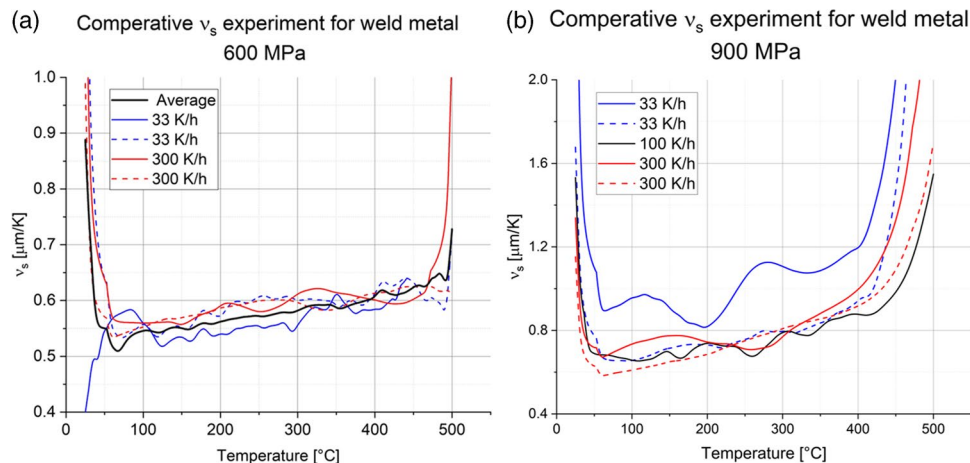 (a)
Comperative νs experiment for weld metal
600 MPa
1.0
0.9
0.8
0.7
0.6
0.5
0.4
νs [µm/K]
Average
33 K/h
33 K/h
300 K/h
300 K/h
0 100 200 300 400 500
Temperature [°C]
(b)
Comperative νs experiment for weld metal
900 MPa
2.0
1.6
1.2
0.8
0.4
νs [µm/K]
33 K/h
33 K/h
100 K/h
300 K/h
300 K/h
0 100 200 300 400 500
Temperature [°C]